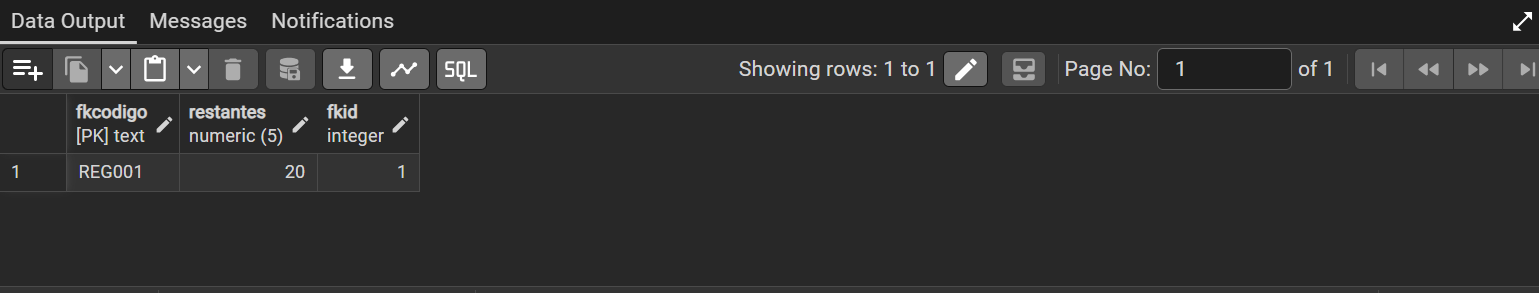 Data Output Messages Notifications
SQL Showing rows: 1 to 1 Page No: 1 of 1
fkcodigo restantes fkid
[PK] text numeric (5) integer
1 REG001 20 1